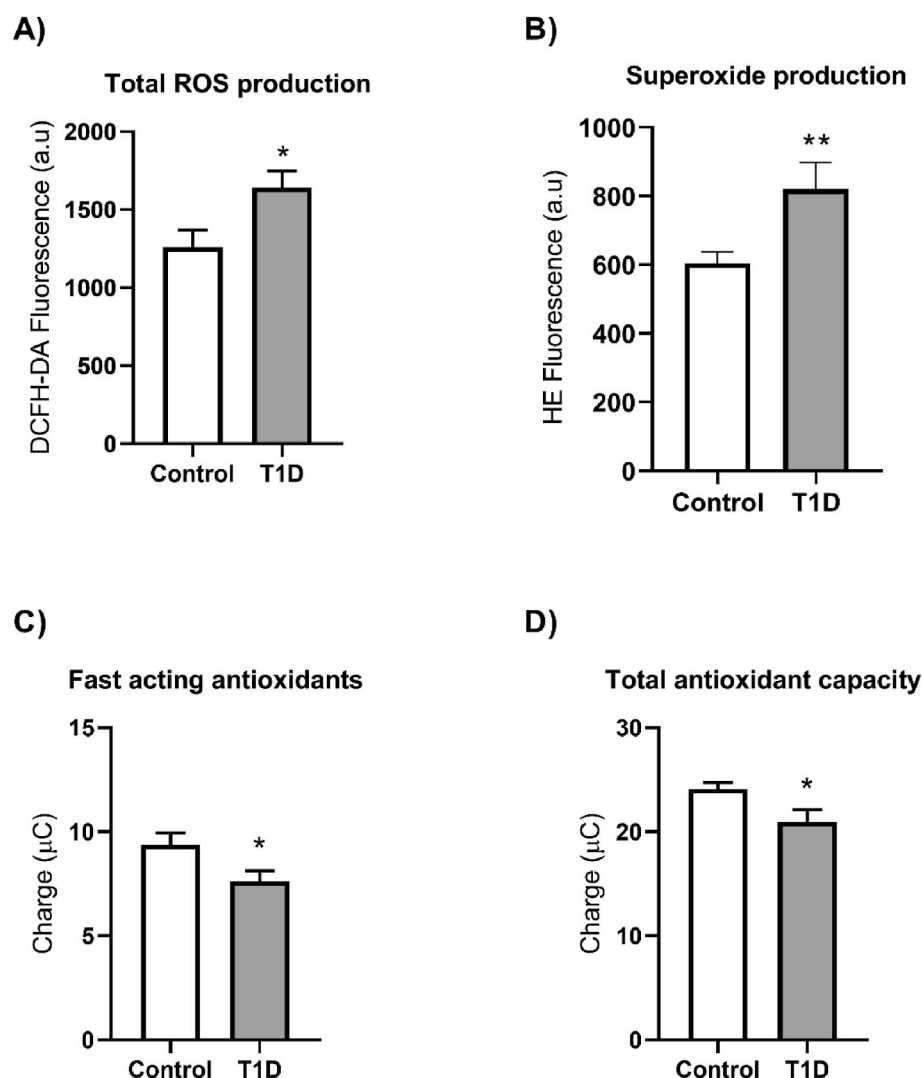 A)
Total ROS production
DCFH-DA Fluorescence (a.u)
2000
1500
1000
500
0
*
Control T1D
B)
Superoxide production
HE Fluorescence (a.u)
1000
800
600
400
200
0
**
Control T1D
C)
Fast acting antioxidants
Charge (μC)
15
10
5
0
*
Control T1D
D)
Total antioxidant capacity
Charge (μC)
30
20
10
0
*
Control T1D